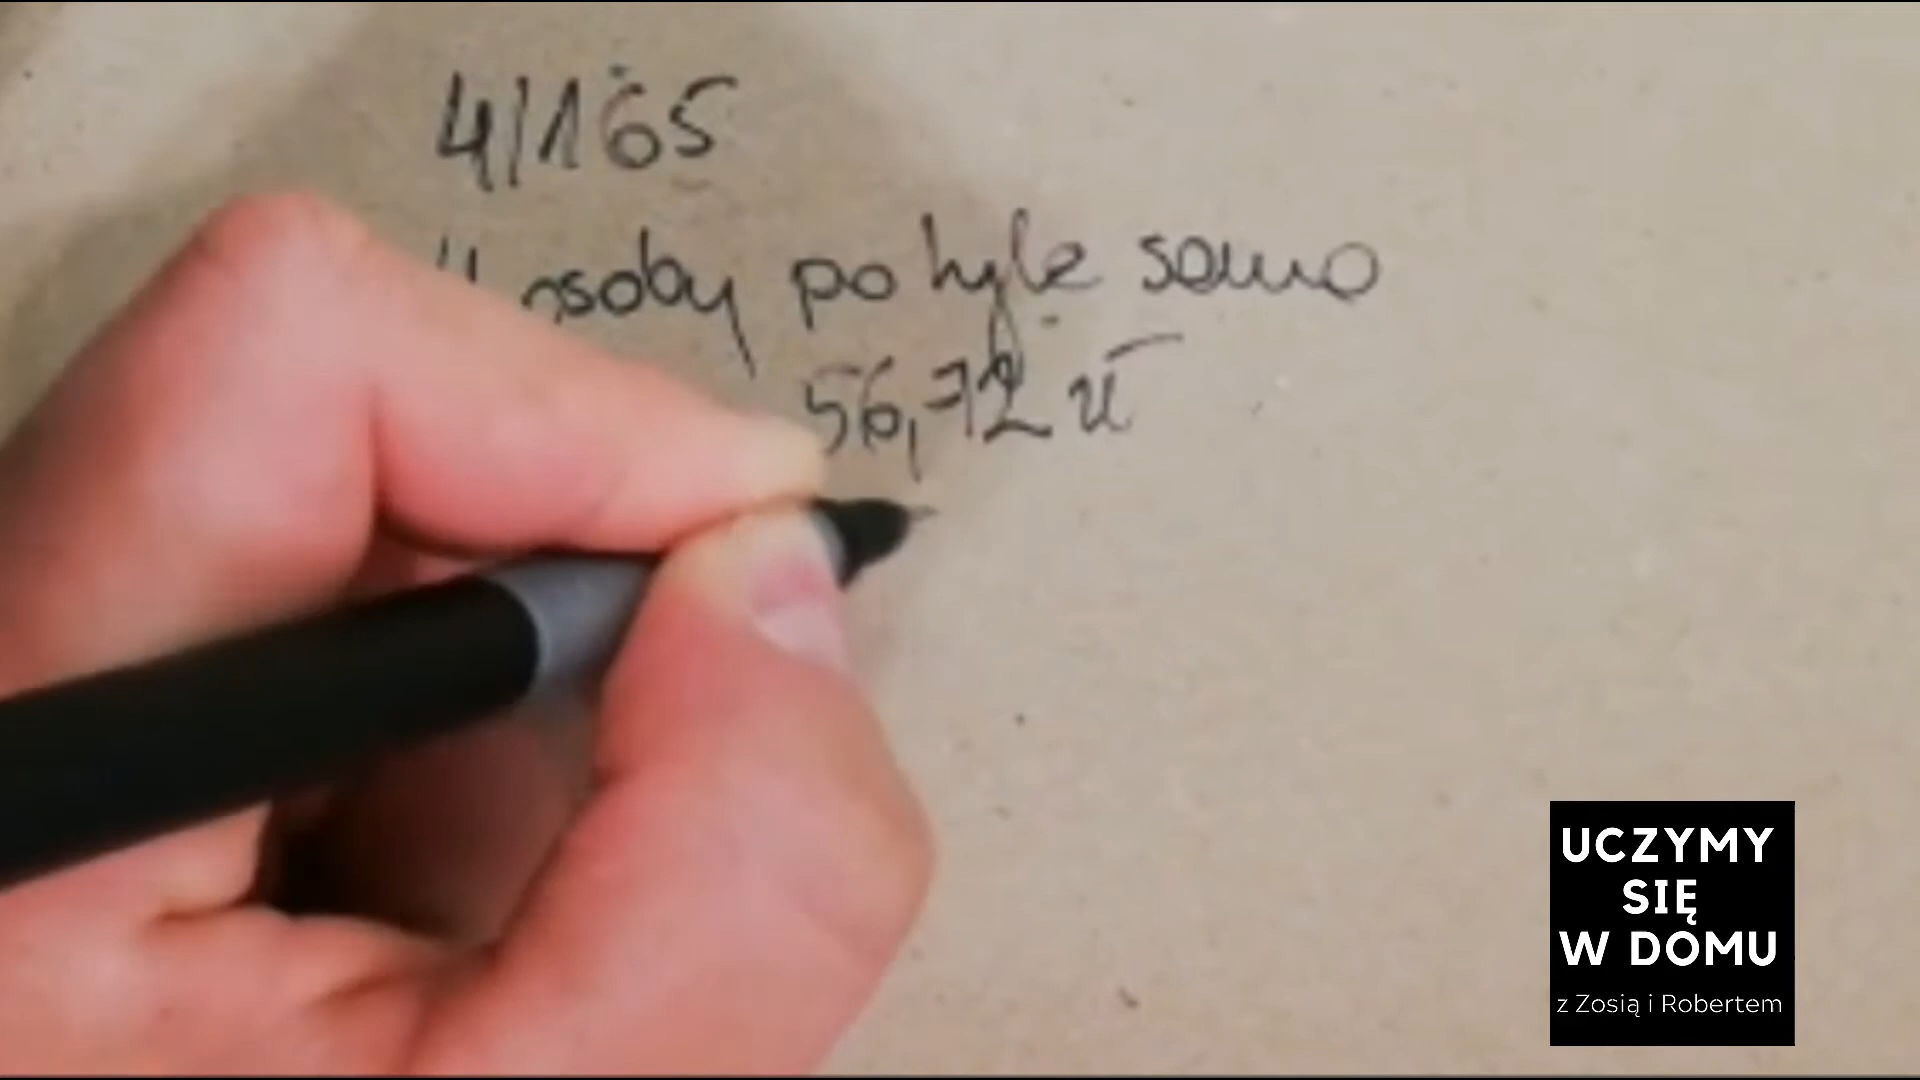 4/165
4 osoby po tyle samo
56,72 zł
UCZYMY
SIĘ
W DOMU
z Zosią i Robertem